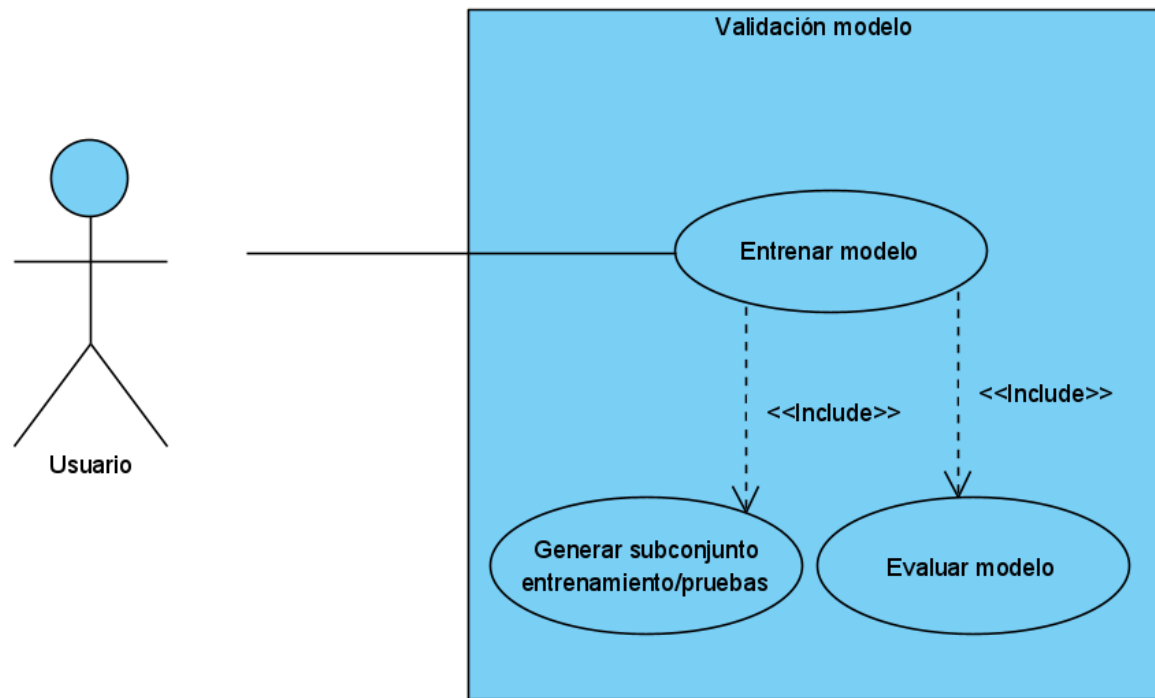 Validación modelo
Entrenar modelo
<<Include>>
<<Include>>
Usuario
Generar subconjunto
entrenamiento/pruebas
Evaluar modelo